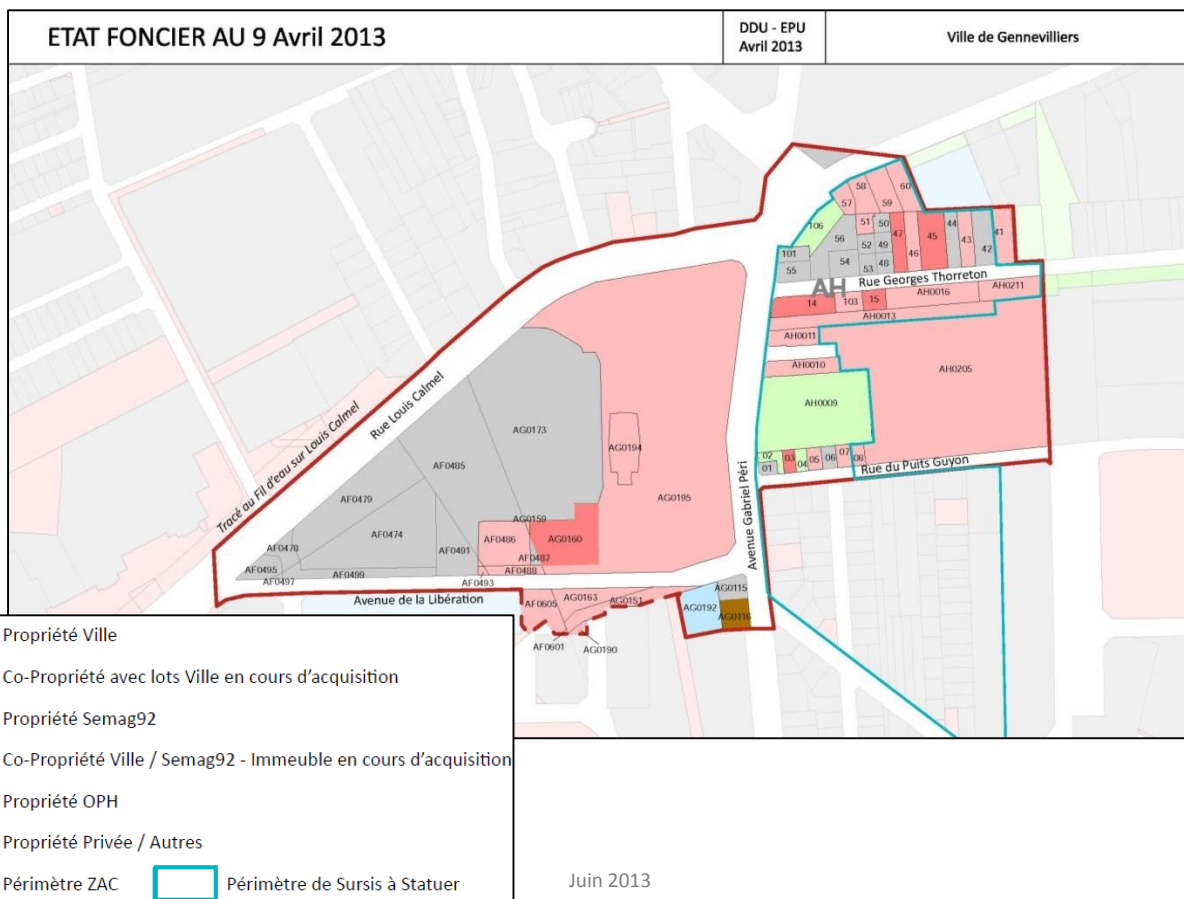 ETAT FONCIER AU 9 Avril 2013
DDU - EPU
Avril 2013
Ville de Gennevilliers
58
60
57
59
106
51
50
47
45
44
41
56
52
49
46
43
42
101
54
53
48
55
Rue Georges Thorreton
AH
AH0211
14
103
15
AH0016
AH0013
AH0011
AH0010
AH0205
AH0009
02
01
03
04
05
06
07
08
Rue du Puits Guyon
Avenue Gabriel Péri
Rue Louis Calmel
Tracé au Fil d'eau sur Louis Calmel
AG0173
AG0194
AG0195
AF0485
AF0479
AF0474
AG0159
AF0486
AG0160
AF0478
AF0491
AF0487
AF0495
AF0488
AF0497
AF0499
AF0493
Avenue de la Libération
AF0605
AG0163
AG0151
AG0192
AG0115
AG0116
AF0601
AG0190
Propriété Ville
Co-Propriété avec lots Ville en cours d'acquisition
Propriété Semag92
Co-Propriété Ville / Semag92 - Immeuble en cours d'acquisition
Propriété OPH
Propriété Privée / Autres
Périmètre ZAC
Périmètre de Sursis à Statuer
Juin 2013